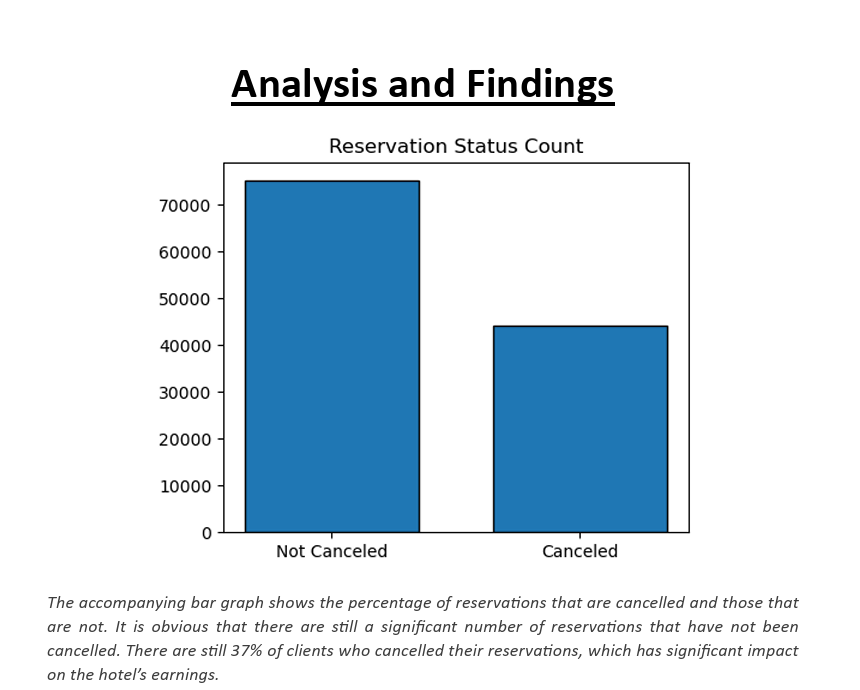 Analysis and Findings
Reservation Status Count
70000
60000
50000
40000
30000
20000
10000
0
Not Canceled
Canceled
The accompanying bar graph shows the percentage of reservations that are cancelled and those that
are not. It is obvious that there are still a significant number of reservations that have not been
cancelled. There are still 37% of clients who cancelled their reservations, which has significant impact
on the hotel’s earnings.